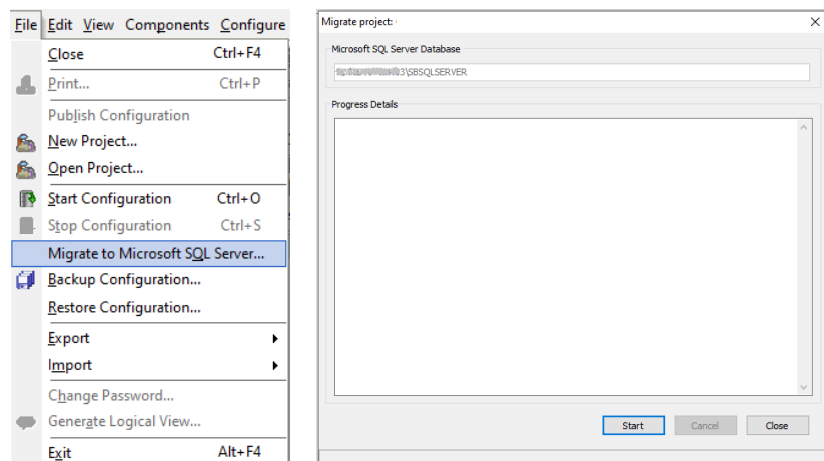 File Edit View Components Configure
Close Ctrl+F4
Print... Ctrl+P
Publish Configuration
New Project...
Open Project...
Start Configuration Ctrl+O
Stop Configuration Ctrl+S
Migrate to Microsoft SQL Server...
Backup Configuration...
Restore Configuration...
Export
Import
Change Password...
Generate Logical View...
Exit Alt+F4
Migrate project:
Microsoft SQL Server Database
3\SBSQLSERVER
Progress Details
Start Cancel Close